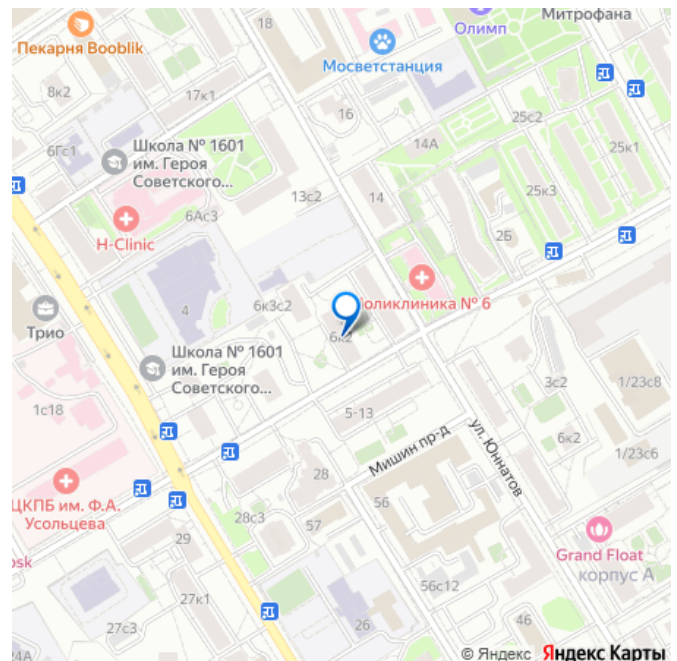 Митрофана
Олимп
18
Пекарня Booblik
Мосветстанция
8к2
17к1
16
25с2
6Гс1
Школа № 1601
им. Героя
Советского...
14А
25к1
13с2
14
25к3
6Ас3
H-Clinic
2Б
4
6к3с2
поликлиника № 6
Трио
6к2
Школа № 1601
им. Героя
Советского...
3с2
1/23с8
1с18
5-13
Мишин пр-д
ул. Юннатов
6к2
1/23с6
28
ЦКПБ им. Ф.А.
Усольцева
56
28с3
57
29
Grand Float
корпус А
osk
56с12
27к1
46
26
27с3
24А
© Яндекс Яндекс Карты